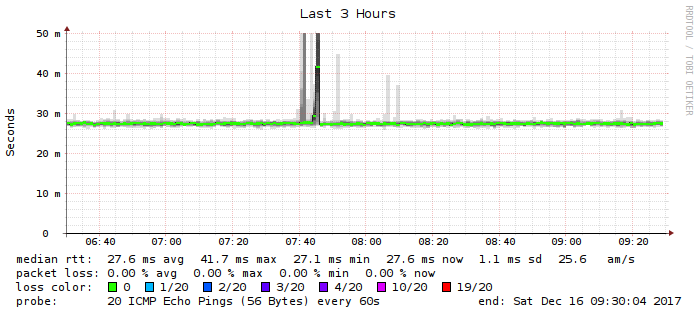 Last 3 Hours
RRDTOOL / TOBI OETIKER
Seconds
50 m
40 m
30 m
20 m
10 m
0
06:40 07:00 07:20 07:40 08:00 08:20 08:40 09:00 09:20
median rtt: 27.6 ms avg 41.7 ms max 27.1 ms min 27.6 ms now 1.1 ms sd 25.6 am/s
packet loss: 0.00 % avg 0.00 % max 0.00 % min 0.00 % now
loss color: 0 1/20 2/20 3/20 4/20 10/20 19/20
probe: 20 ICMP Echo Pings (56 Bytes) every 60s end: Sat Dec 16 09:30:04 2017